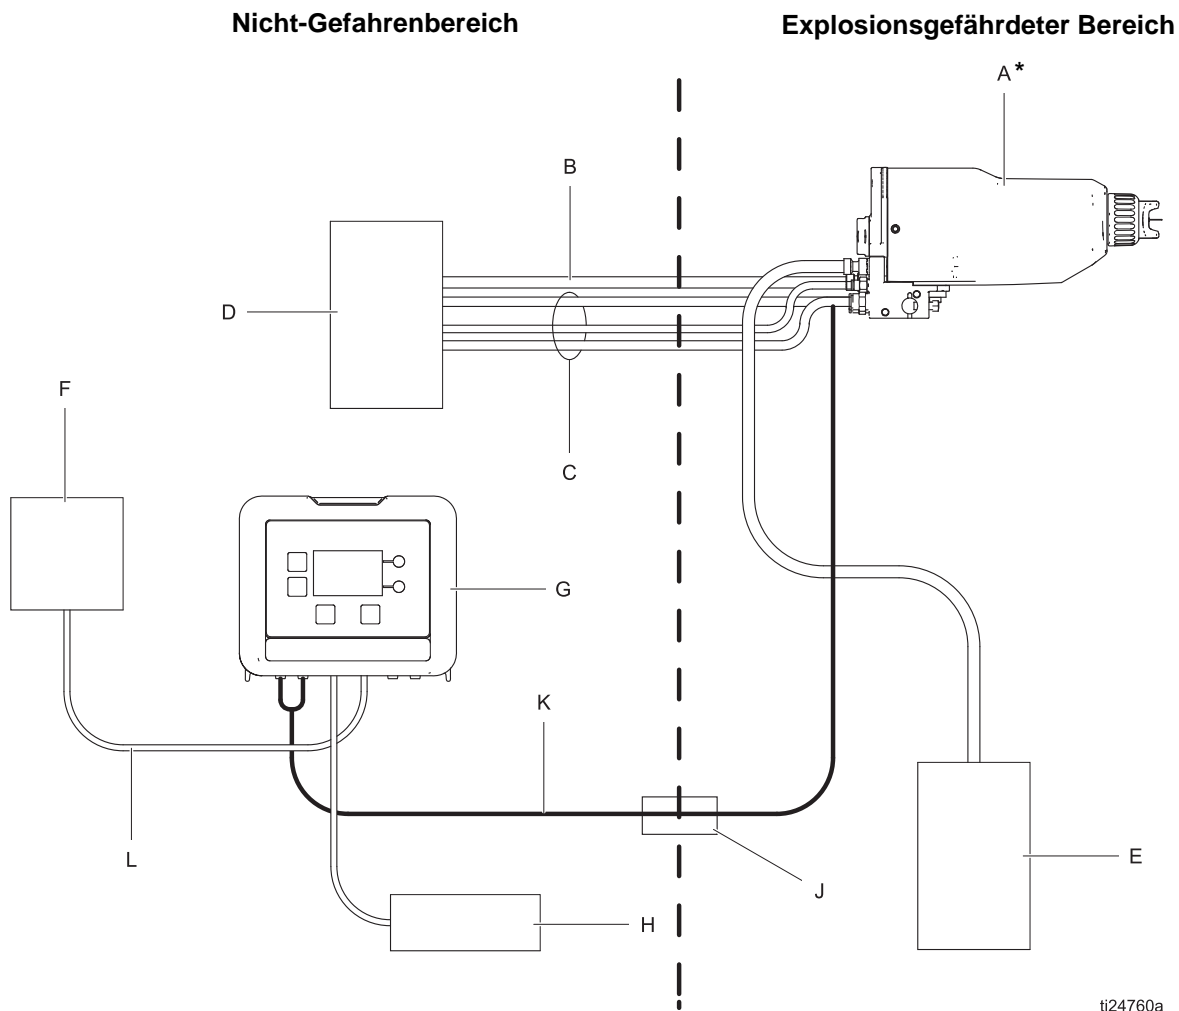 Nicht-Gefahrenbereich
Explosionsgefährdeter Bereich
A*
B
D
C
F
G
K
L
E
J
H
ti24760a